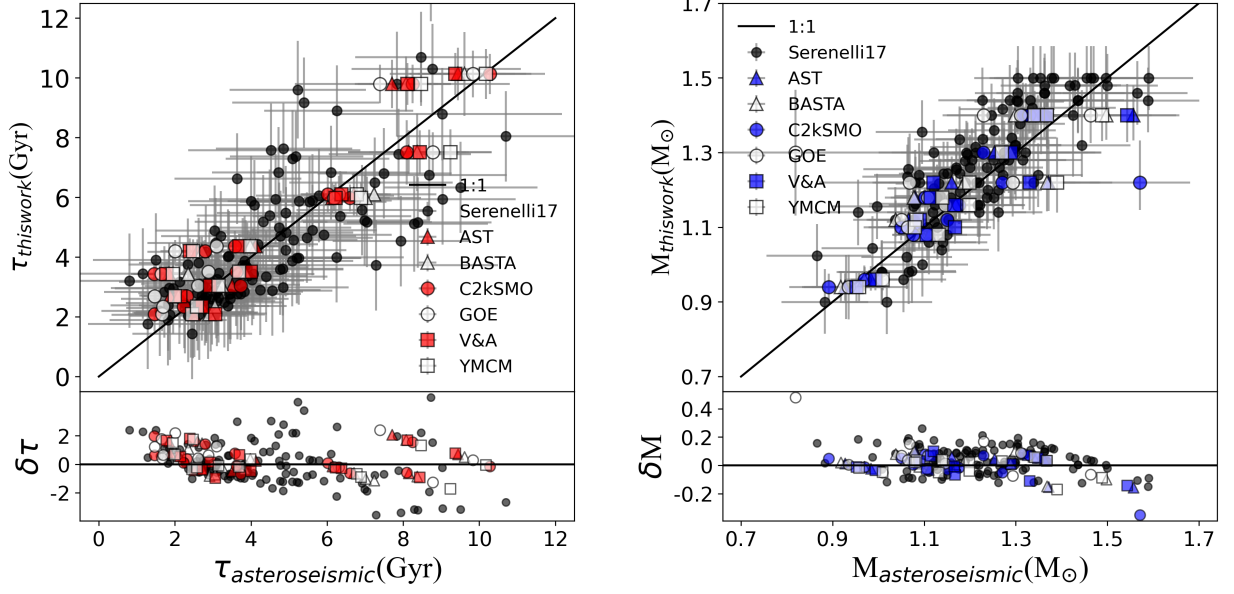 12
10
8
6
4
2
0
τthiswork(Gyr)
1:1
Serenelli17
AST
BASTA
C2kSMO
GOE
V&A
YMCM
2
0
-2
δτ
0
2
4
6
8
10
12
τasteroseismic(Gyr)
1.7
1.5
1.3
1.1
0.9
0.7
Mthiswork(M⊙)
1:1
Serenelli17
AST
BASTA
C2kSMO
GOE
V&A
YMCM
0.4
0.2
0
-0.2
δM
0.7
0.9
1.1
1.3
1.5
1.7
Masteroseismic(M⊙)